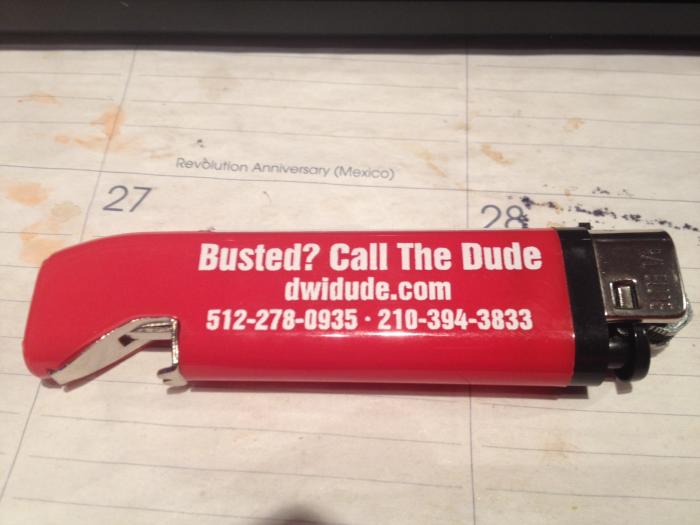 Revolution Anniversary (Mexico)
27
28
Busted? Call The Dude
dwidude.com
512-278-0935 · 210-394-3833